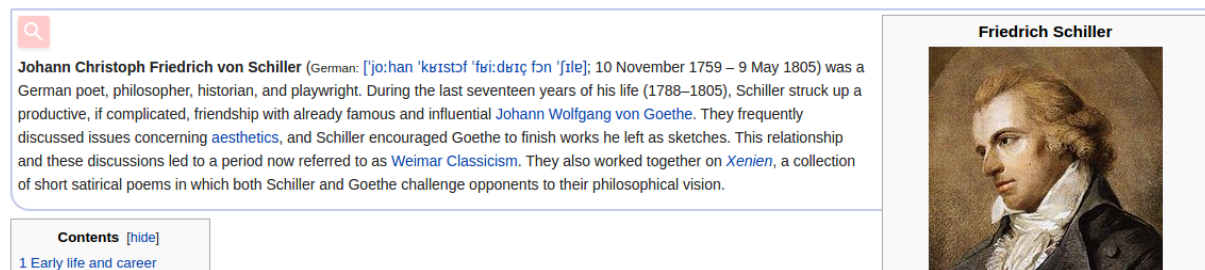 Johann Christoph Friedrich von Schiller (German: [ˈjoːhan ˈkʁɪstɔf ˈfʁiːdʁɪç fɔn ˈʃɪlɐ]; 10 November 1759 – 9 May 1805) was a
German poet, philosopher, historian, and playwright. During the last seventeen years of his life (1788–1805), Schiller struck up a
productive, if complicated, friendship with already famous and influential Johann Wolfgang von Goethe. They frequently
discussed issues concerning aesthetics, and Schiller encouraged Goethe to finish works he left as sketches. This relationship
and these discussions led to a period now referred to as Weimar Classicism. They also worked together on Xenien, a collection
of short satirical poems in which both Schiller and Goethe challenge opponents to their philosophical vision.
Friedrich Schiller
Contents [hide]
1 Early life and career